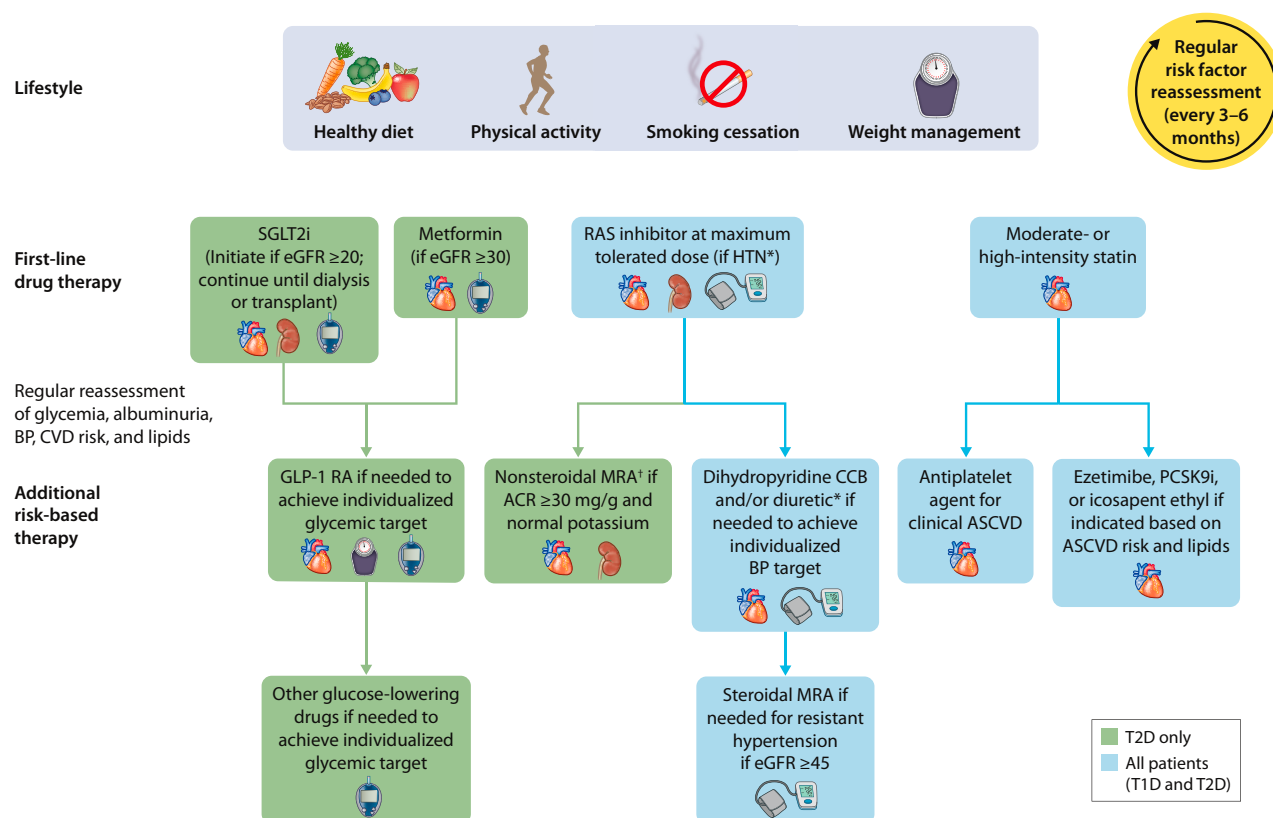 Lifestyle
Healthy diet
Physical activity
Smoking cessation
Weight management
Regular
risk factor
reassessment
(every 3–6
months)
First-line
drug therapy
SGLT2i
(Initiate if eGFR ≥20;
continue until dialysis
or transplant)
Metformin
(if eGFR ≥30)
RAS inhibitor at maximum
tolerated dose (if HTN*)
Moderate- or
high-intensity statin
Regular reassessment
of glycemia, albuminuria,
BP, CVD risk, and lipids
Additional
risk-based
therapy
GLP-1 RA if needed to
achieve individualized
glycemic target
Nonsteroidal MRA† if
ACR ≥30 mg/g and
normal potassium
Dihydropyridine CCB
and/or diuretic* if
needed to achieve
individualized
BP target
Antiplatelet
agent for
clinical ASCVD
Ezetimibe, PCSK9i,
or icosapent ethyl if
indicated based on
ASCVD risk and lipids
Other glucose-lowering
drugs if needed to
achieve individualized
glycemic target
Steroidal MRA if
needed for resistant
hypertension
if eGFR ≥45
T2D only
All patients
(T1D and T2D)